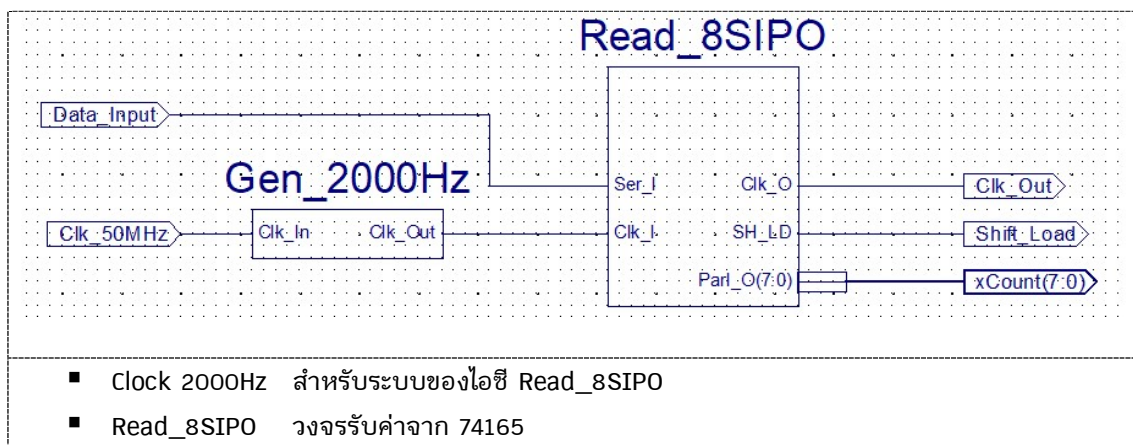 Read_8SIPO
Data_Input
Gen_2000Hz
Ser_I Clk_O Clk_Out
Clk_50MHz Clk_In Clk_Out Clk_I SH_LD Shift_Load
Parl_O(7:0) xCount(7:0)
▪ Clock 2000Hz สำหรับระบบของไอซี Read_8SIPO
▪ Read_8SIPO วงจรรับค่าจาก 74165